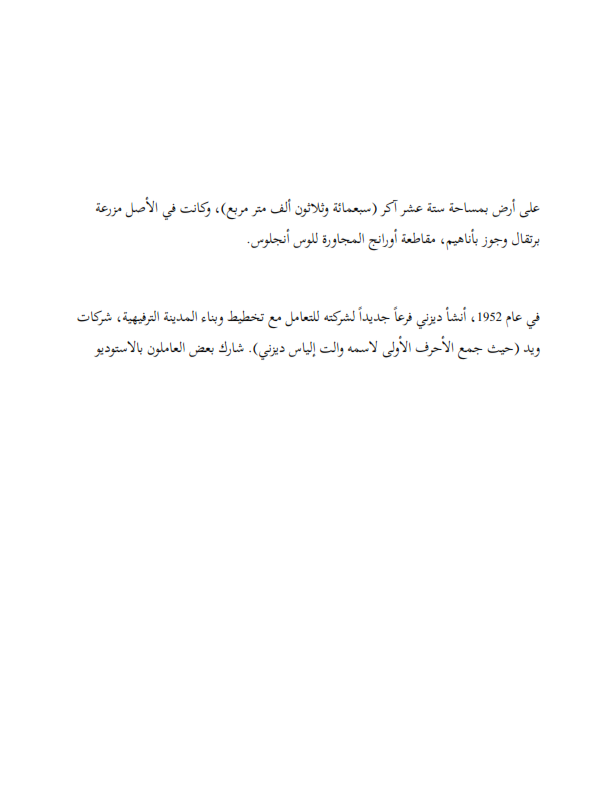 على أرض بمساحة ستة عشر آكر (سبعمائة وثلاثون ألف متر مربع)، وكانت في الأصل مزرعة
برتقال وجوز بأناهيم، مقاطعة أورانج المجاورة للوس أنجلوس.
في عام 1952، أنشأ ديزني فرعاً جديداً لشركته للتعامل مع تخطيط وبناء المدينة الترفيهية، شركات
ويد (حيث جمع الأحرف الأولى لاسمه والت إلياس ديزني). شارك بعض العاملون بالاستوديو